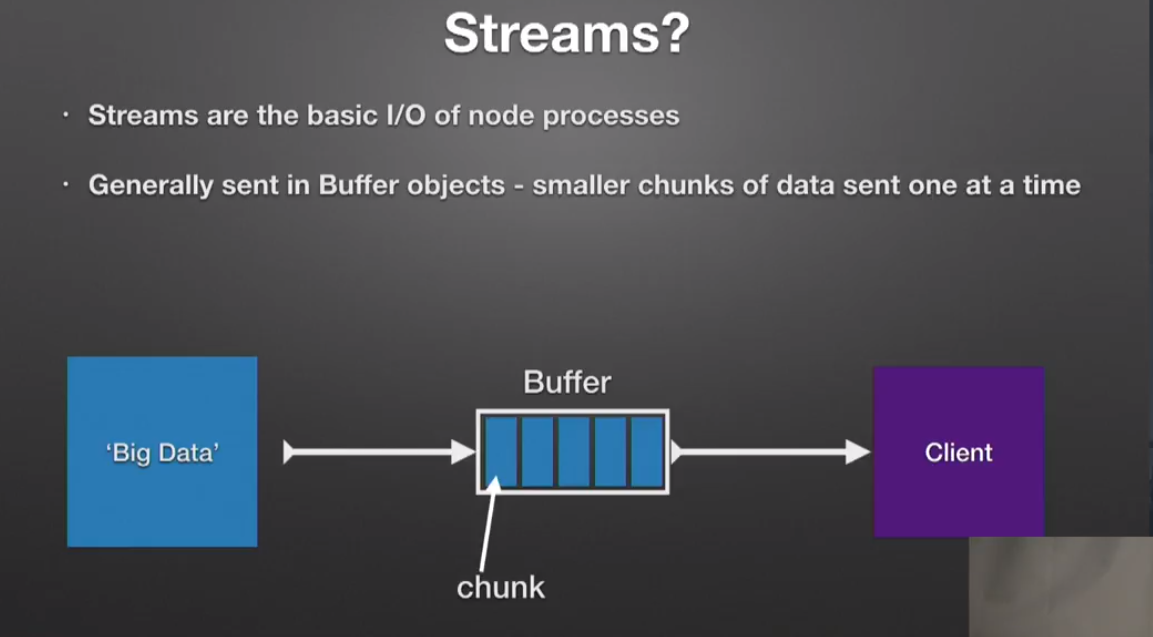 Streams?
· Streams are the basic I/O of node processes
· Generally sent in Buffer objects - smaller chunks of data sent one at a time
Buffer
‘Big Data’
Client
chunk